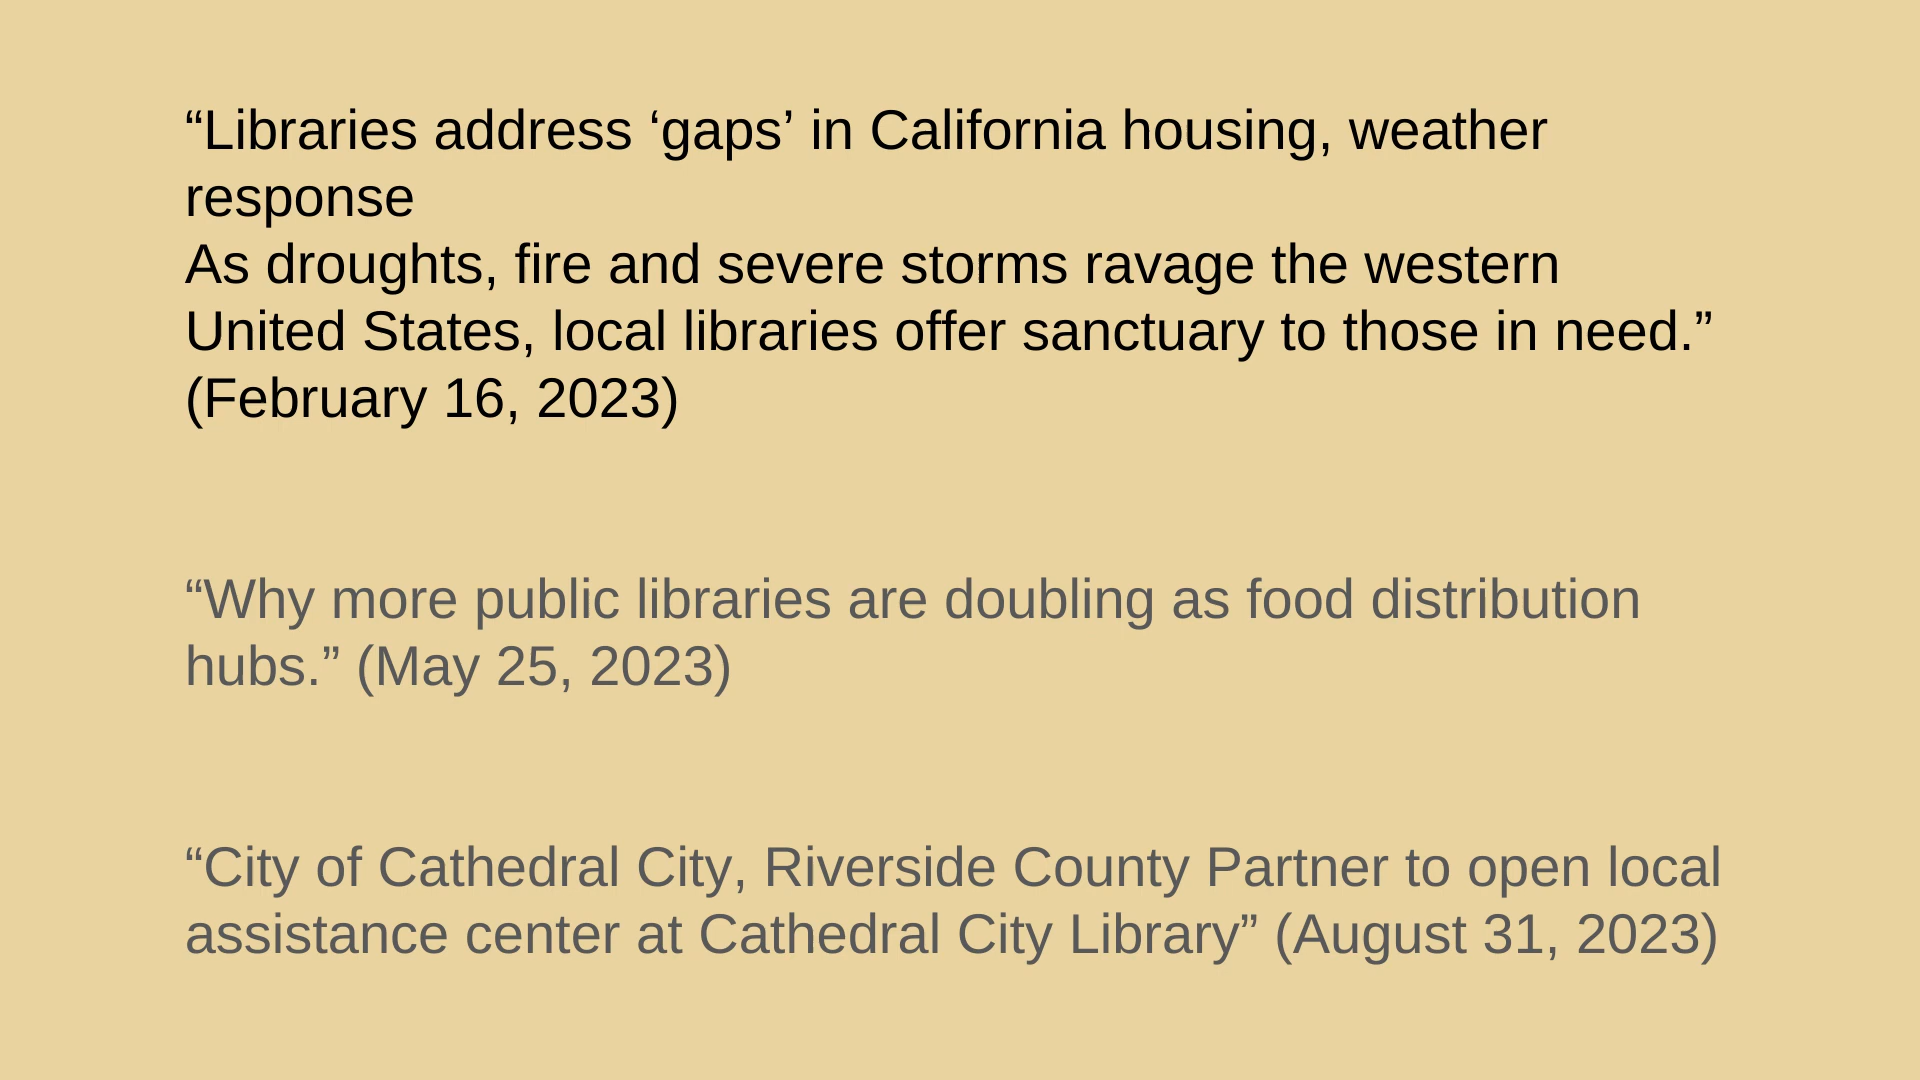 “Libraries address ‘gaps’ in California housing, weather
response
As droughts, fire and severe storms ravage the western
United States, local libraries offer sanctuary to those in need.”
(February 16, 2023)
“Why more public libraries are doubling as food distribution
hubs.” (May 25, 2023)
“City of Cathedral City, Riverside County Partner to open local
assistance center at Cathedral City Library” (August 31, 2023)